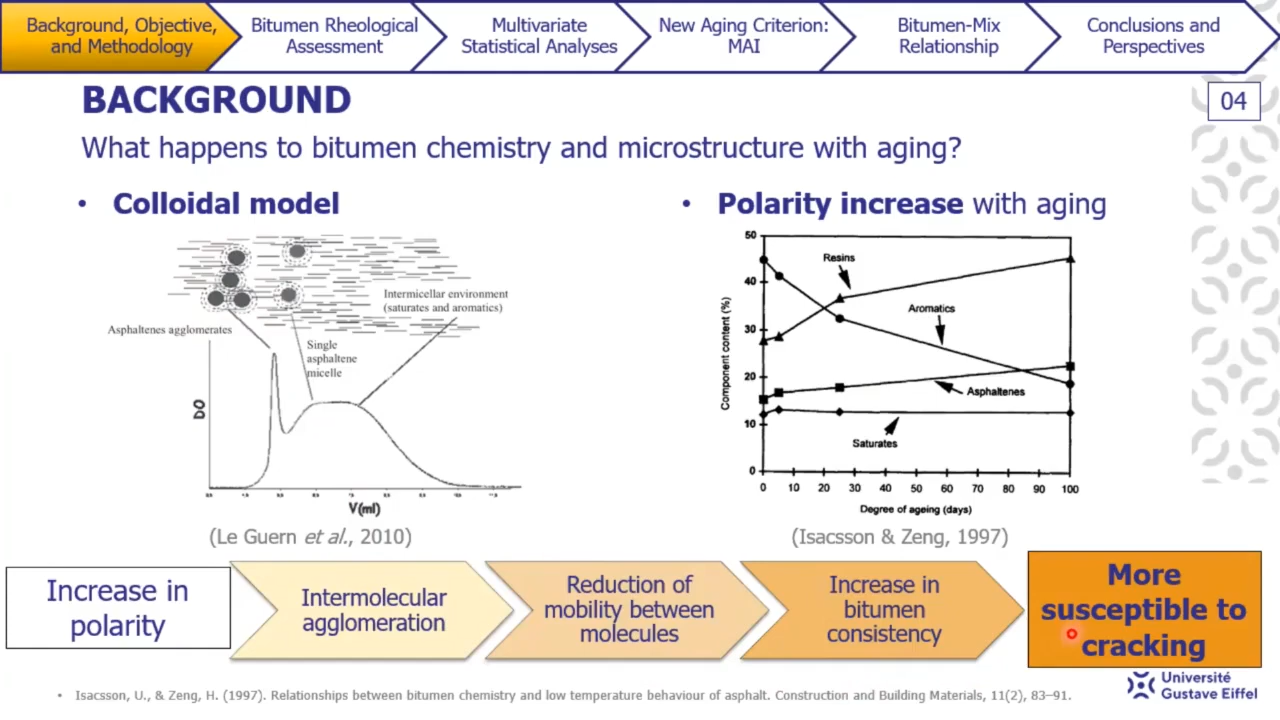 Background, Objective,
and Methodology
Bitumen Rheological
Assessment
Multivariate
Statistical Analyses
New Aging Criterion:
MAI
Bitumen-Mix
Relationship
Conclusions and
Perspectives
BACKGROUND
04
What happens to bitumen chemistry and microstructure with aging?
• Colloidal model
Asphaltenes agglomerates
Single
asphaltene
micelle
Intermicellar environment
(saturates and aromatics)
DO
V(ml)
(Le Guern et al., 2010)
• Polarity increase with aging
50
40
30
20
10
0
Component content (%)
Resins
Aromatics
Asphaltenes
Saturates
0 10 20 30 40 50 60 70 80 90 100
Degree of ageing (days)
(Isacsson & Zeng, 1997)
Increase in
polarity
Intermolecular
agglomeration
Reduction of
mobility between
molecules
Increase in
bitumen
consistency
More
susceptible to
cracking
• Isacsson, U., & Zeng, H. (1997). Relationships between bitumen chemistry and low temperature behaviour of asphalt. Construction and Building Materials, 11(2), 83–91.
Université
Gustave Eiffel